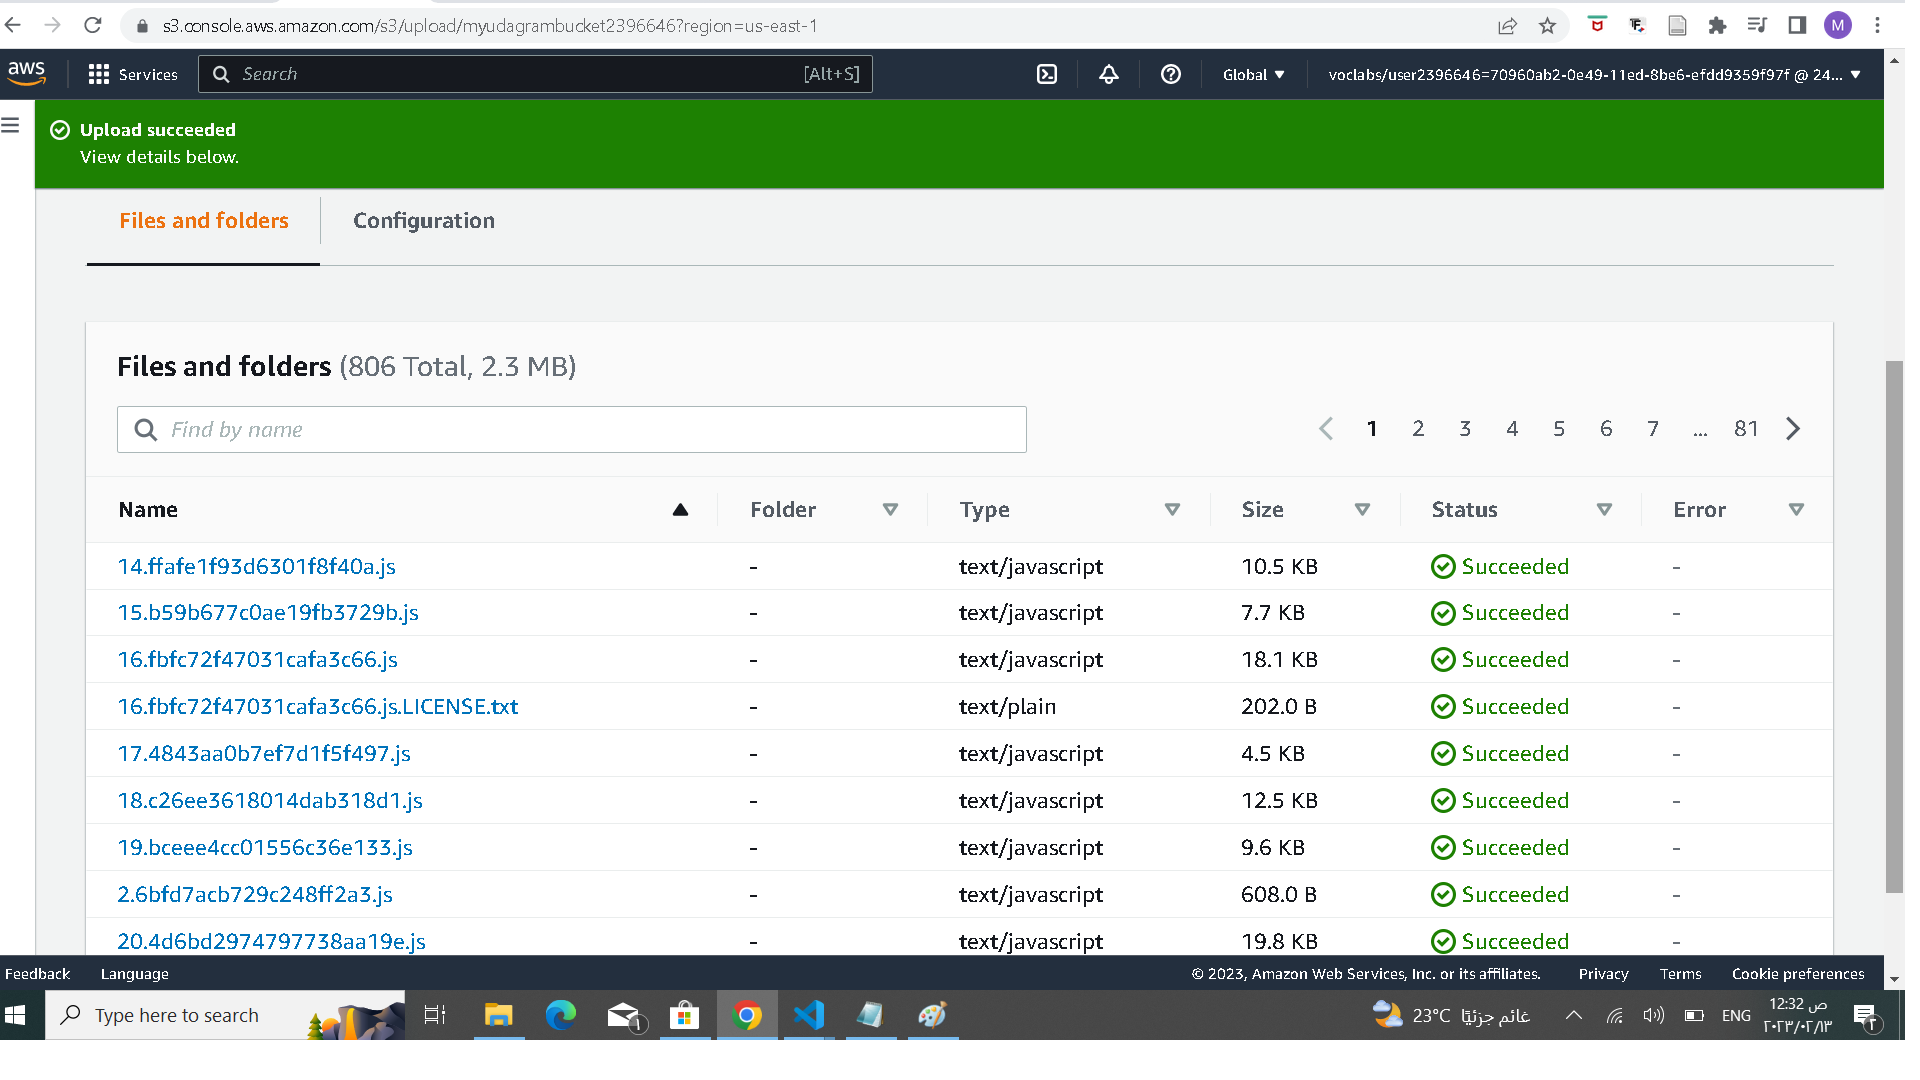 s3.console.aws.amazon.com/s3/upload/myudagrambucket2396646?region=us-east-1
M
aws
Services
Search
[Alt+S]
Global
voclabs/user2396646=70960ab2-0e49-11ed-8be6-efdd9359f97f @ 24...
Upload succeeded
View details below.
Files and folders
Configuration
Files and folders (806 Total, 2.3 MB)
Find by name
1 2 3 4 5 6 7 ... 81
Name Folder Type Size Status Error
14.ffafe1f93d6301f8f40a.js - text/javascript 10.5 KB Succeeded -
15.b59b677c0ae19fb3729b.js - text/javascript 7.7 KB Succeeded -
16.fbfc72f47031cafa3c66.js - text/javascript 18.1 KB Succeeded -
16.fbfc72f47031cafa3c66.js.LICENSE.txt - text/plain 202.0 B Succeeded -
17.4843aa0b7ef7d1f5f497.js - text/javascript 4.5 KB Succeeded -
18.c26ee3618014dab318d1.js - text/javascript 12.5 KB Succeeded -
19.bceee4cc01556c36e133.js - text/javascript 9.6 KB Succeeded -
2.6bfd7acb729c248ff2a3.js - text/javascript 608.0 B Succeeded -
20.4d6bd2974797738aa19e.js - text/javascript 19.8 KB Succeeded -
Feedback Language © 2023, Amazon Web Services, Inc. or its affiliates. Privacy Terms Cookie preferences
Type here to search
١
23°C غائم جزئيًا
ENG
12:32 ص
٢٠٢٣/٠٢/١٣
٢